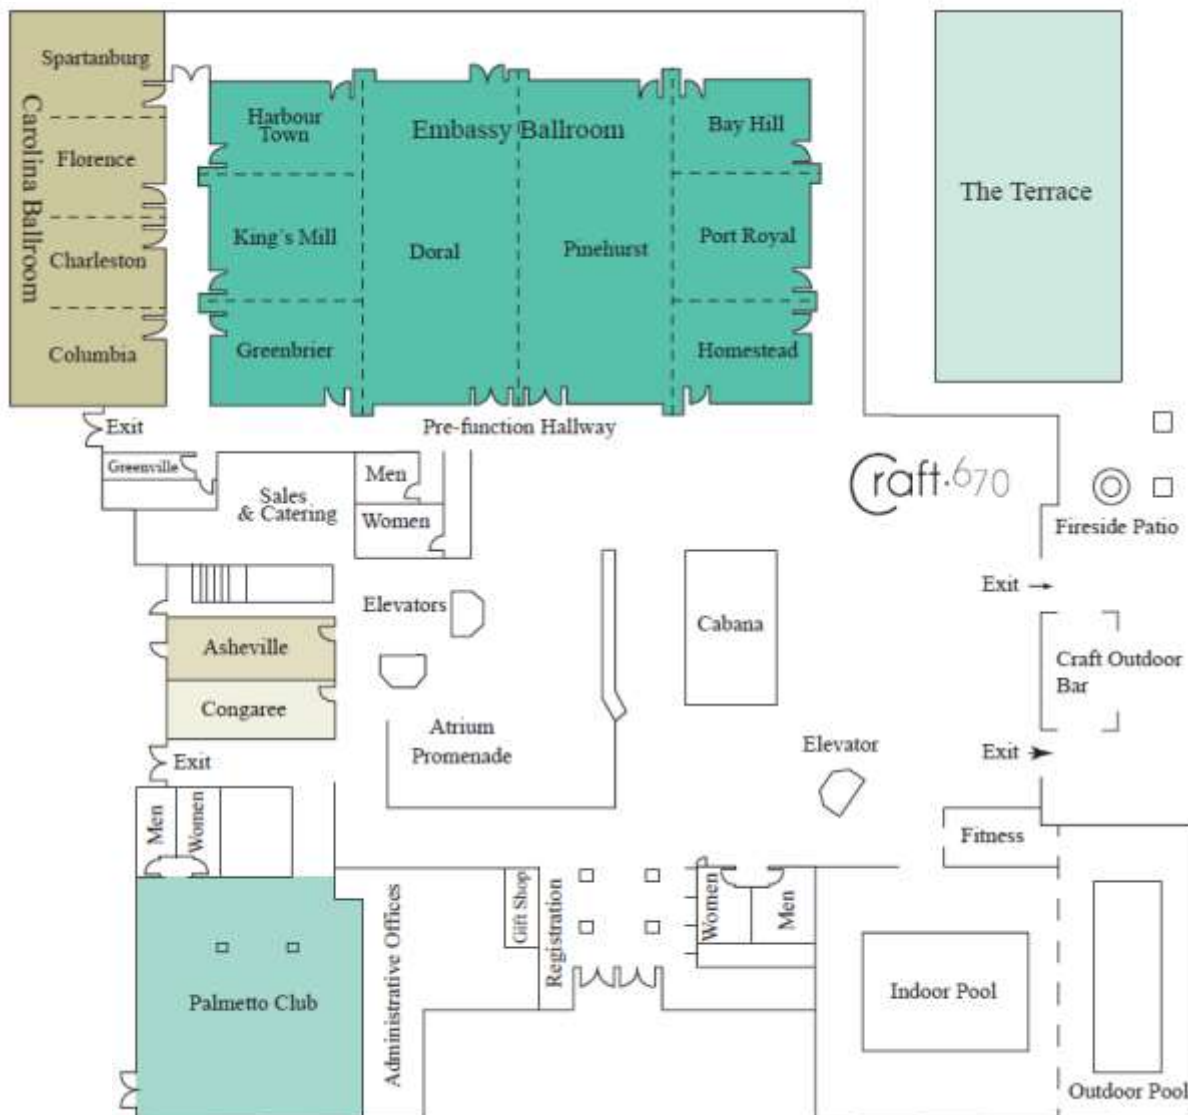 Spartanburg
Carolina Ballroom
Florence
Charleston
Columbia
Harbour
Town
Embassy Ballroom
Bay Hill
King's Mill
Doral
Pinehurst
Port Royal
Greenbrier
Homestead
The Terrace
Exit
Pre-function Hallway
Greenville
Men
Sales
& Catering
Women
Craft.670
Fireside Patio
Elevators
Exit
Cabana
Asheville
Craft Outdoor
Bar
Congaree
Atrium
Promenade
Elevator
Exit
Exit
Men
Women
Fitness
Administrative Offices
Gift Shop
Registration
Women
Men
Palmetto Club
Indoor Pool
Outdoor Pool